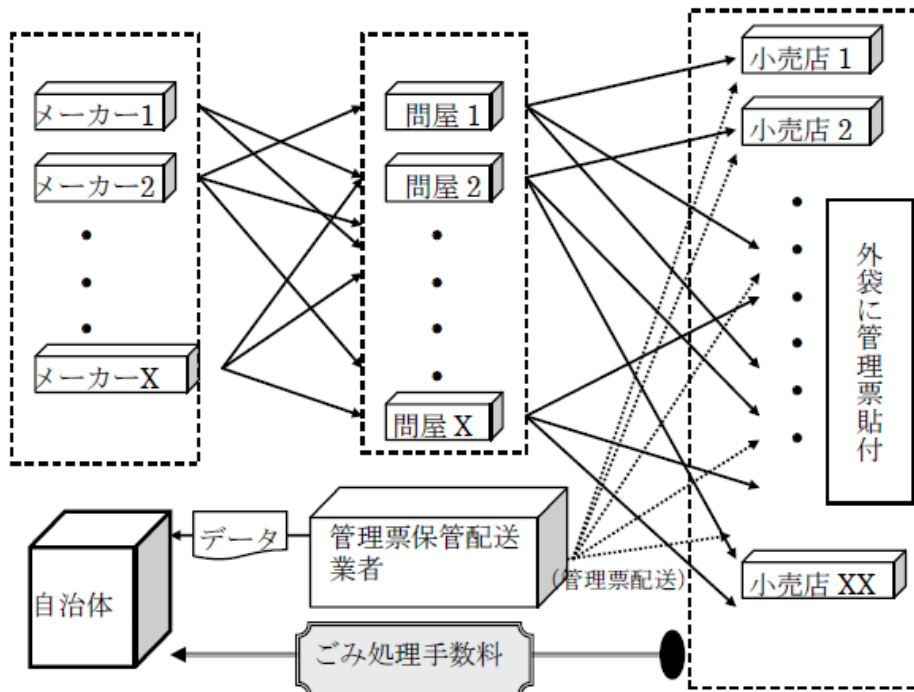 メーカー1
メーカー2
メーカーX
問屋 1
問屋 2
問屋 X
小売店 1
小売店 2
小売店 XX
外袋に管理票貼付
管理票保管配送
業者
データ
(管理票配送)
自治体
ごみ処理手数料